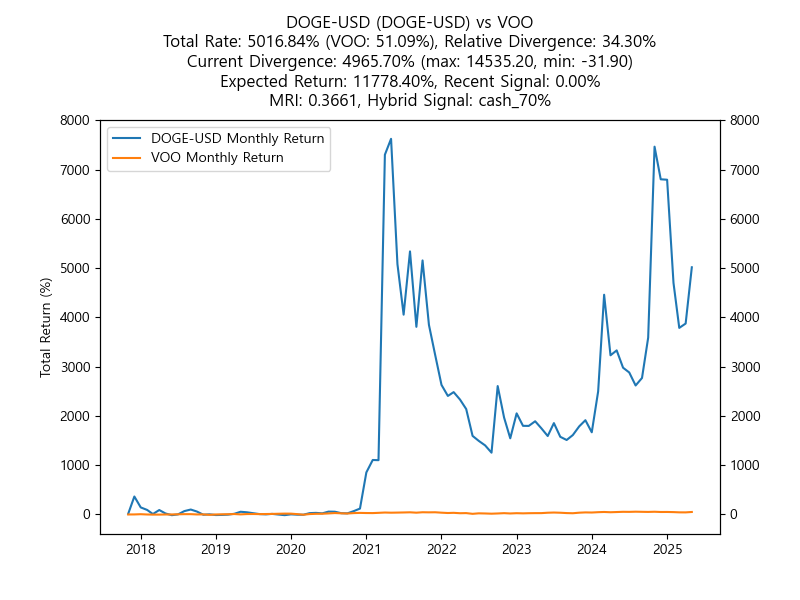 DOGE-USD (DOGE-USD) vs VOO
Total Rate: 5016.84% (VOO: 51.09%), Relative Divergence: 34.30%
Current Divergence: 4965.70% (max: 14535.20, min: -31.90)
Expected Return: 11778.40%, Recent Signal: 0.00%
MRI: 0.3661, Hybrid Signal: cash_70%
DOGE-USD Monthly Return
VOO Monthly Return
Total Return (%)
8000
7000
6000
5000
4000
3000
2000
1000
0
8000
7000
6000
5000
4000
3000
2000
1000
0
2018 2019 2020 2021 2022 2023 2024 2025